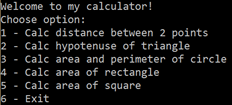 Welcome to my calculator!
Choose option:
1 - Calc distance between 2 points
2 - Calc hypotenuse of triangle
3 - Calc area and perimeter of circle
4 - Calc area of rectangle
5 - Calc area of square
6 - Exit